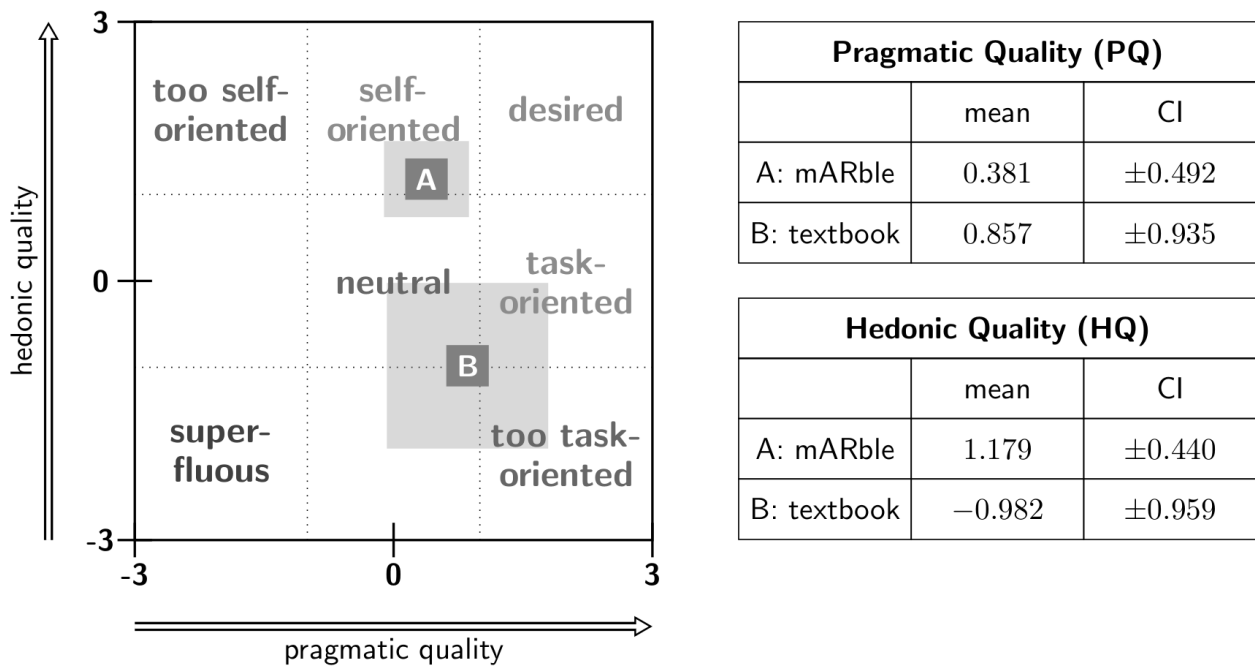 3
too self-
oriented
self-
oriented
desired
A
hedonic quality
0
neutral
task-
oriented
B
super-
fluous
too task-
oriented
-3
-3
0
3
pragmatic quality
Pragmatic Quality (PQ)
mean CI
A: mARble 0.381 ±0.492
B: textbook 0.857 ±0.935
Hedonic Quality (HQ)
mean CI
A: mARble 1.179 ±0.440
B: textbook −0.982 ±0.959